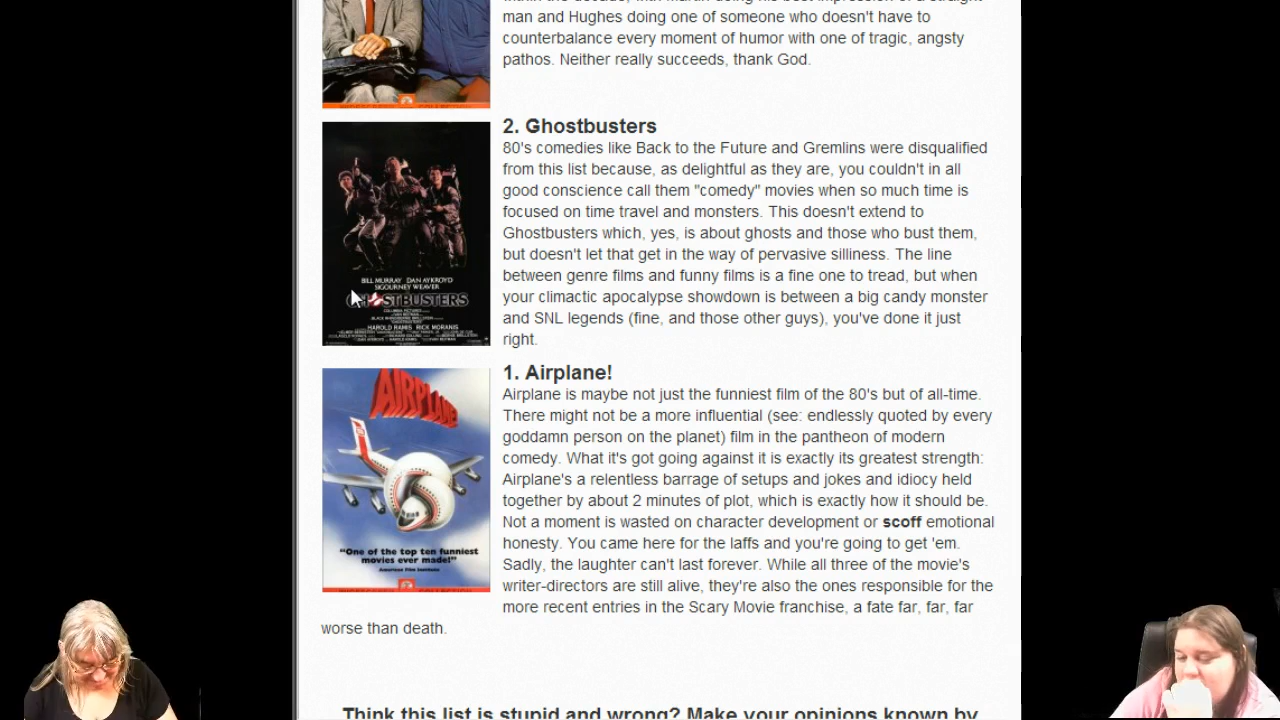 man and Hughes doing one of someone who doesn't have to
counterbalance every moment of humor with one of tragic, angsty
pathos. Neither really succeeds, thank God.
2. Ghostbusters
80's comedies like Back to the Future and Gremlins were disqualified
from this list because, as delightful as they are, you couldn't in all
good conscience call them "comedy" movies when so much time is
focused on time travel and monsters. This doesn't extend to
Ghostbusters which, yes, is about ghosts and those who bust them,
but doesn't let that get in the way of pervasive silliness. The line
between genre films and funny films is a fine one to tread, but when
your climactic apocalypse showdown is between a big candy monster
and SNL legends (fine, and those other guys), you've done it just
right.
BILL MURRAY DAN AYKROYD
SIGOURNEY WEAVER
GHOSTBUSTERS
HAROLD RAMIS RICK MORANIS
1. Airplane!
Airplane is maybe not just the funniest film of the 80's but of all-time.
There might not be a more influential (see: endlessly quoted by every
goddamn person on the planet) film in the pantheon of modern
comedy. What it's got going against it is exactly its greatest strength:
Airplane's a relentless barrage of setups and jokes and idiocy held
together by about 2 minutes of plot, which is exactly how it should be.
Not a moment is wasted on character development or scoff emotional
honesty. You came here for the laffs and you're going to get 'em.
Sadly, the laughter can't last forever. While all three of the movie's
writer-directors are still alive, they're also the ones responsible for the
more recent entries in the Scary Movie franchise, a fate far, far, far
worse than death.
AIRPLANE!
"One of the top ten funniest
movies ever made!"
American Film Institute
Think this list is stupid and wrong? Make your opinions known by